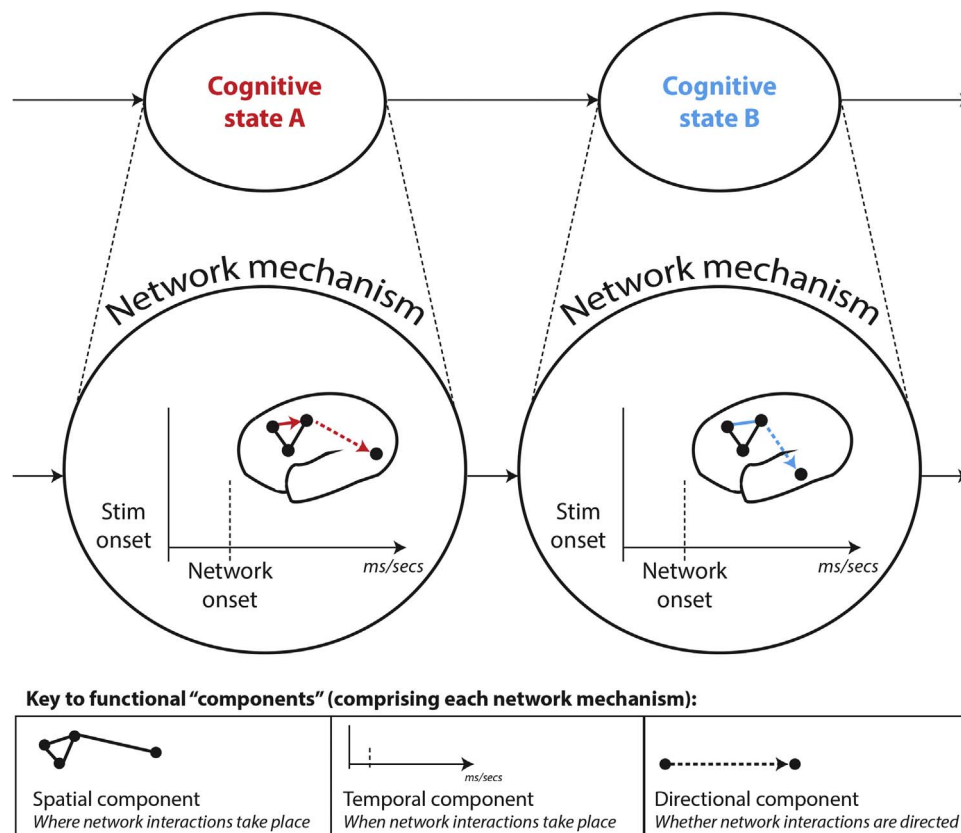 Cognitive
state A
Cognitive
state B
Network mechanism
Network mechanism
Stim
onset
Network
onset
ms/secs
Stim
onset
Network
onset
ms/secs
Key to functional “components” (comprising each network mechanism):
Spatial component
Where network interactions take place
ms/secs
Temporal component
When network interactions take place
Directional component
Whether network interactions are directed